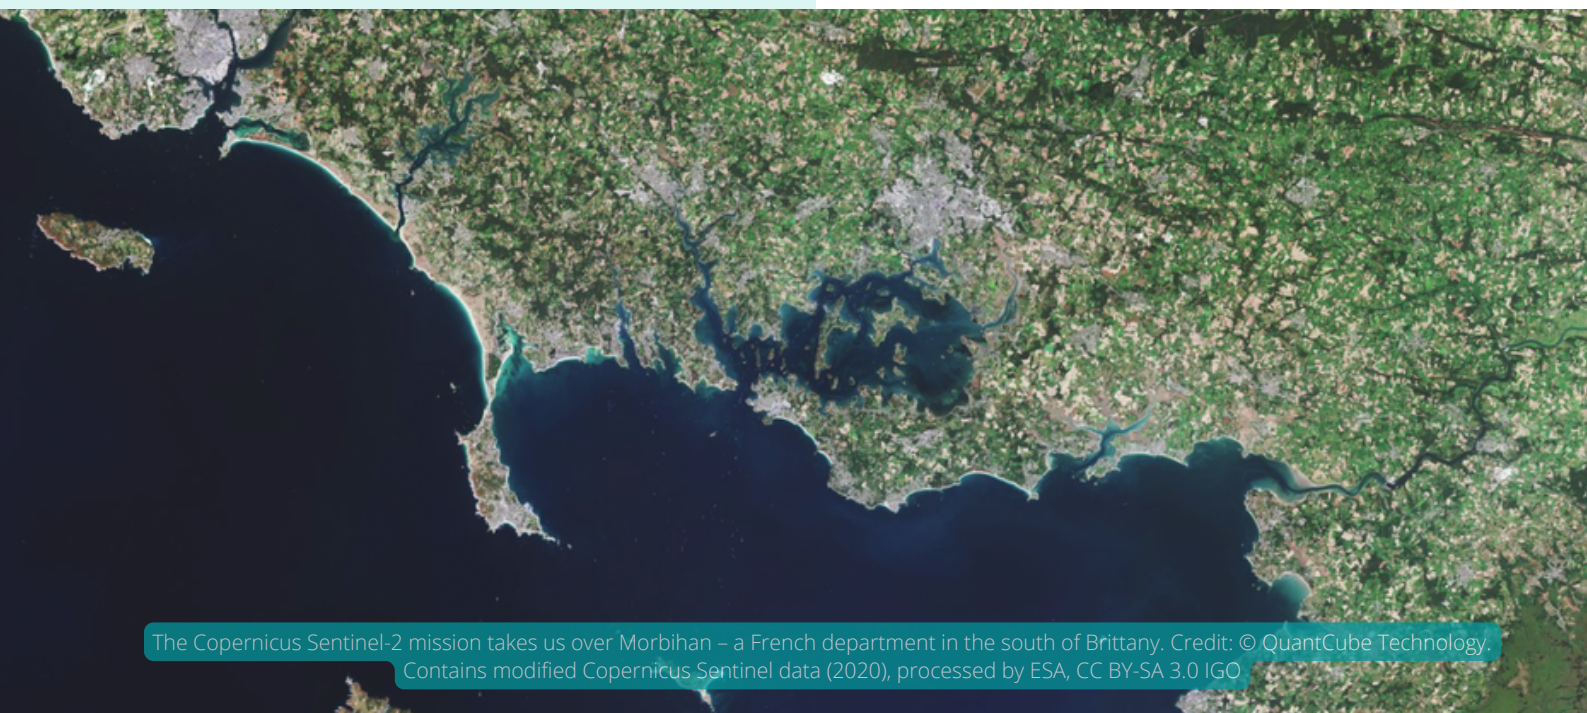 The Copernicus Sentinel-2 mission takes us over Morbihan – a French department in the south of Brittany. Credit: © QuantCube Technology.
Contains modified Copernicus Sentinel data (2020), processed by ESA, CC BY-SA 3.0 IGO